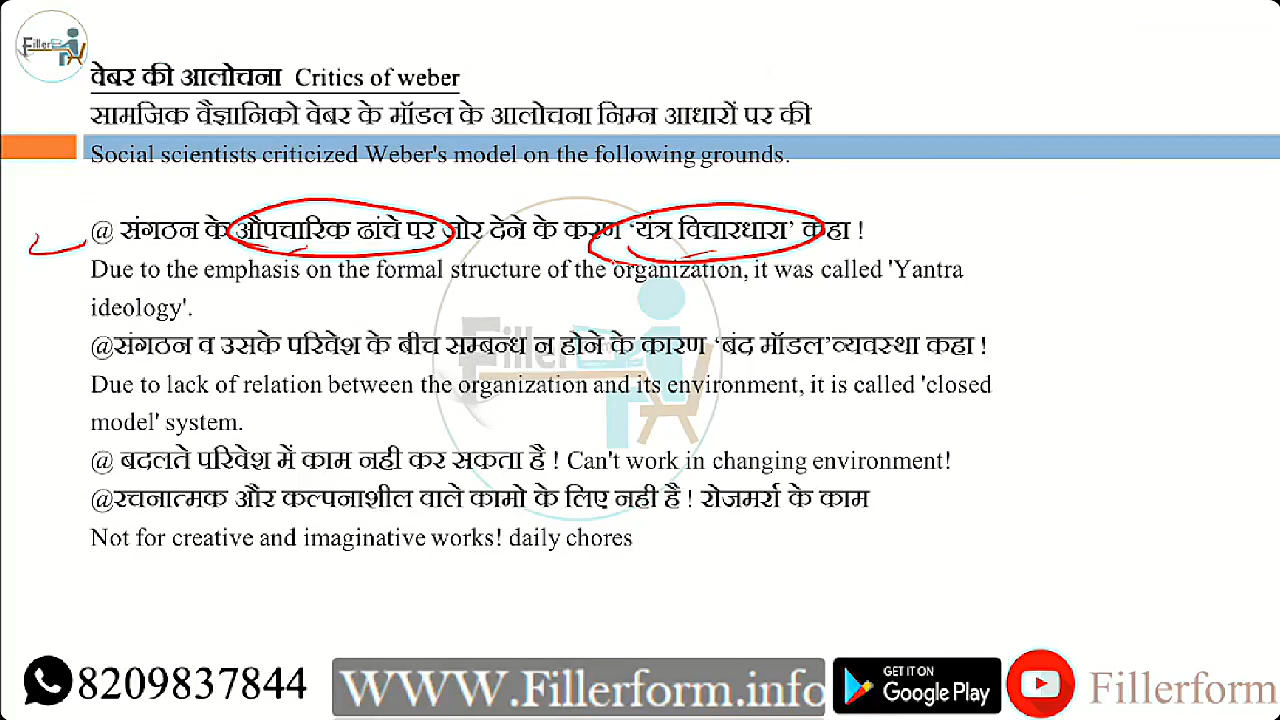 Filler
वेबर की आलोचना Critics of weber
सामजिक वैज्ञानिको वेबर के मॉडल के आलोचना निम्न आधारों पर की
Social scientists criticized Weber's model on the following grounds.
@ संगठन के औपचारिक ढांचे पर जोर देने के करण ‘यंत्र विचारधारा’ कहा !
Due to the emphasis on the formal structure of the organization, it was called 'Yantra
ideology'.
@संगठन व उसके परिवेश के बीच सम्बन्ध न होने के कारण ‘बंद मॉडल’व्यवस्था कहा !
Due to lack of relation between the organization and its environment, it is called 'closed
model' system.
@ बदलते परिवेश में काम नही कर सकता है ! Can't work in changing environment!
@रचनात्मक और कल्पनाशील वाले कामो के लिए नही है ! रोजमर्रा के काम
Not for creative and imaginative works! daily chores
8209837844
WWW.Fillerform.info
GET IT ON
Google Play
Fillerform